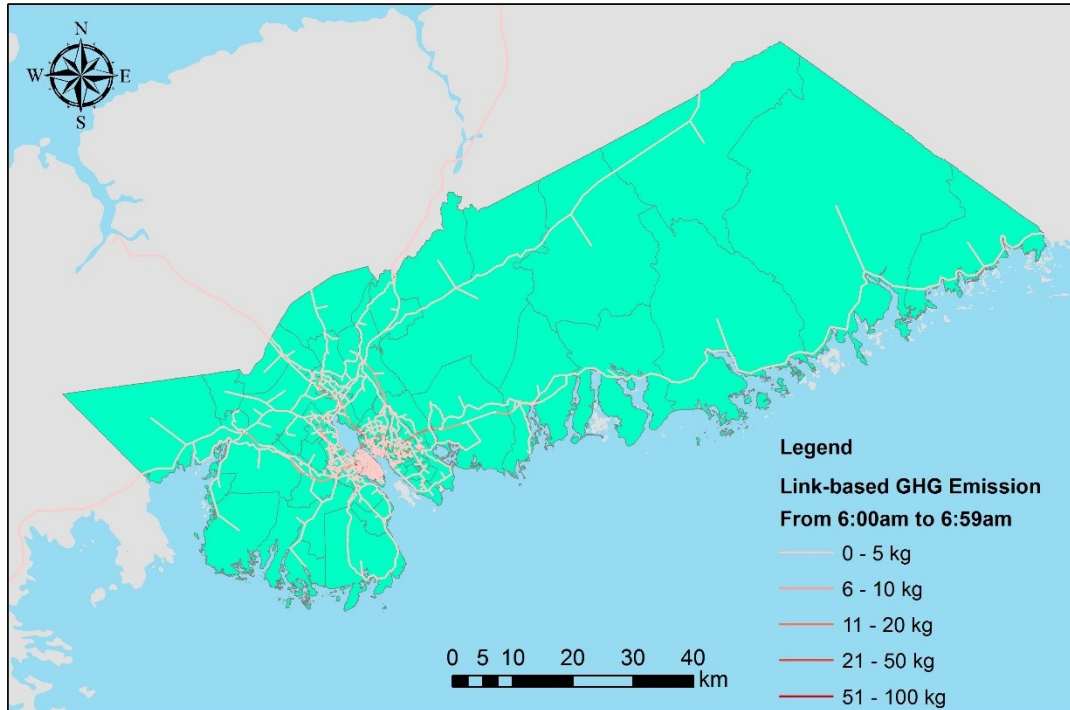 N
W E
S
Legend
Link-based GHG Emission
From 6:00am to 6:59am
0 - 5 kg
6 - 10 kg
11 - 20 kg
21 - 50 kg
51 - 100 kg
0 5 10 20 30 40
km